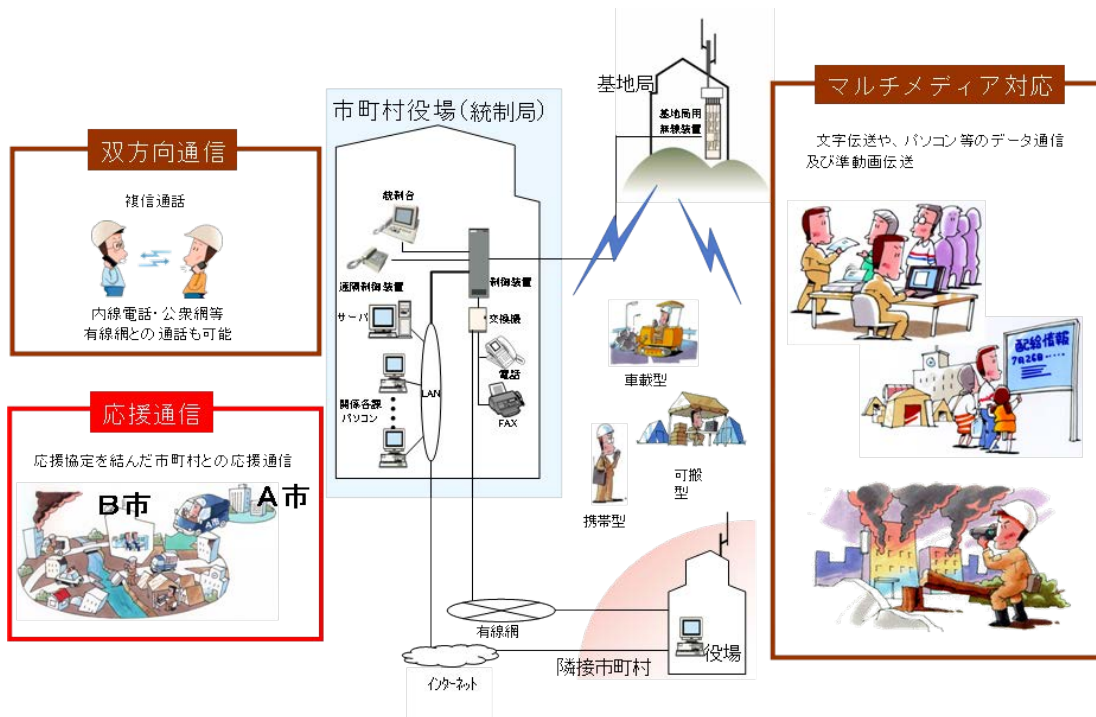 双方向通信
複信通話
内線電話・公衆網等
有線網との通話も可能
応援通信
応援協定を結んだ市町村との応援通信
B市
A市
市町村役場(統制局)
統制台
遠隔制御装置
制御装置
サーバ
交換機
電話
LAN
関係各課
パソコン
FAX
基地局
基地局用
無線装置
車載型
可搬
型
携帯型
有線網
インターネット
隣接市町村
役場
マルチメディア対応
文字伝送や、パソコン等のデータ通信
及び準動画伝送
配給情報
7月26日・・・・